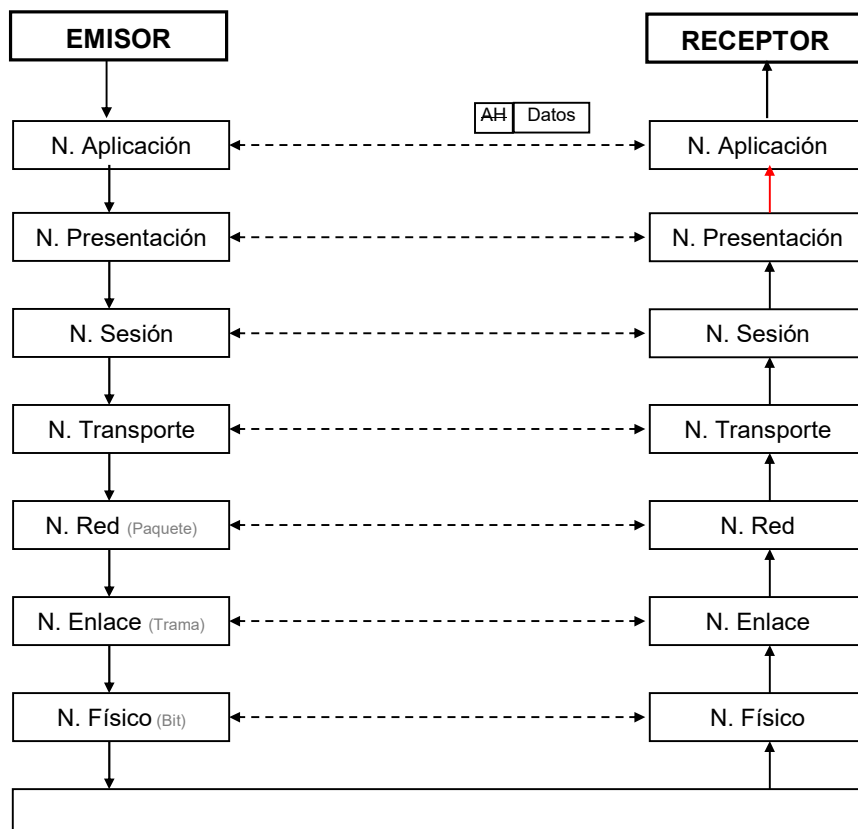 EMISOR RECEPTOR
AH Datos
N. Aplicación N. Aplicación
N. Presentación N. Presentación
N. Sesión N. Sesión
N. Transporte N. Transporte
N. Red (Paquete) N. Red
N. Enlace (Trama) N. Enlace
N. Físico (Bit) N. Físico